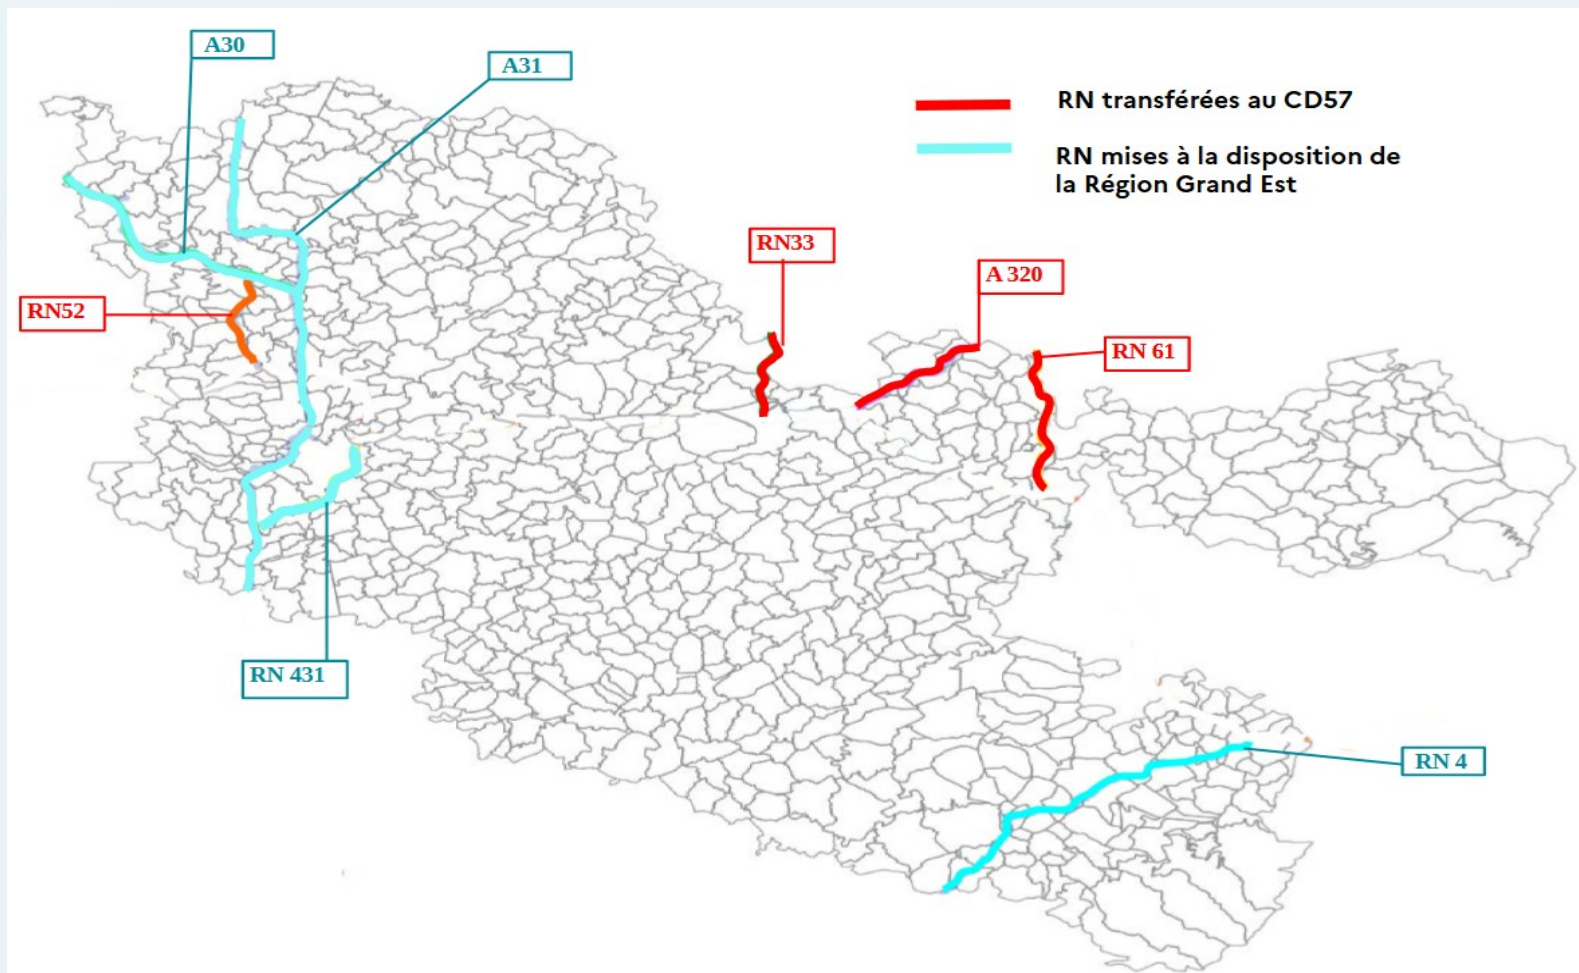 A30
A31
RN transférées au CD57
RN mises à la disposition de
la Région Grand Est
RN33
A 320
RN52
RN 61
RN 431
RN 4